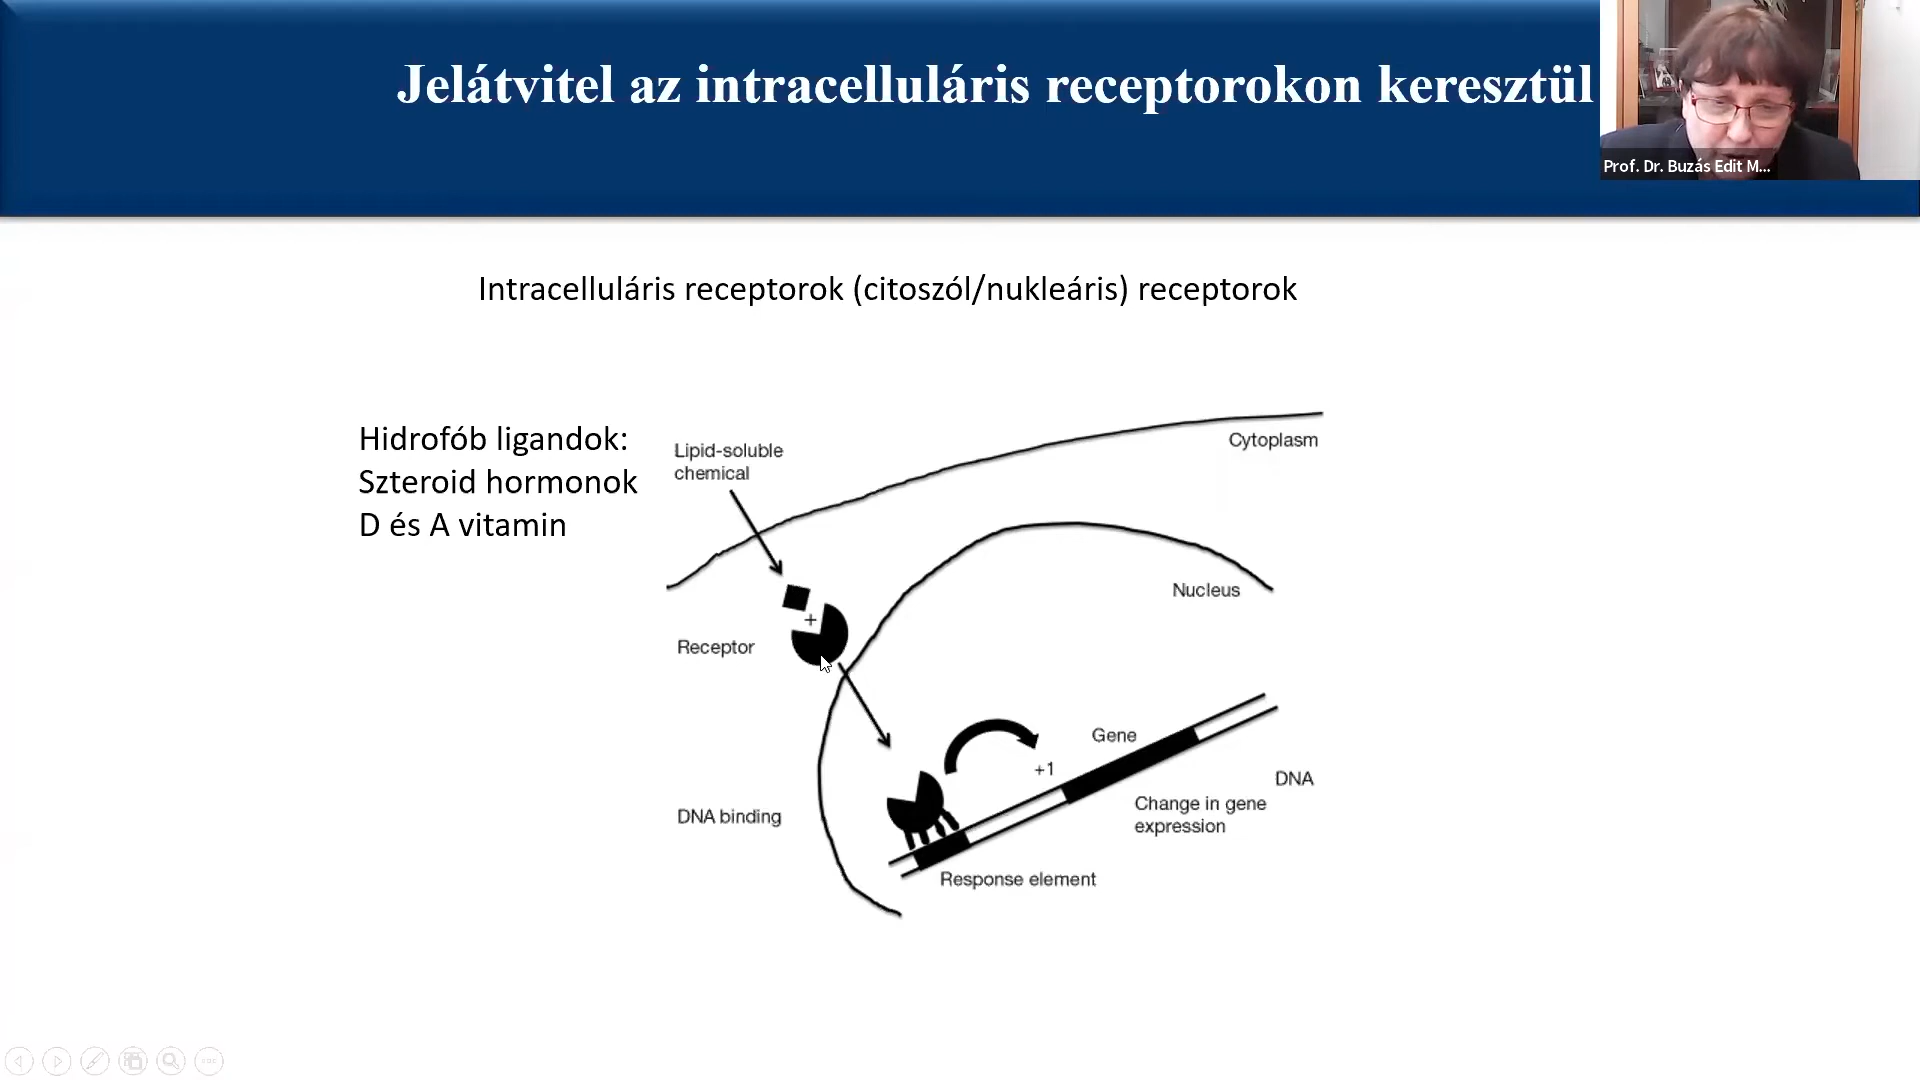 Jelátvitel az intracelluláris receptorokon keresztül
Prof. Dr. Buzás Edit M...
Intracelluláris receptorok (citoszól/nukleáris) receptorok
Hidrofób ligandok:
Szteroid hormonok
D és A vitamin
Lipid-soluble
chemical
Cytoplasm
Nucleus
+
Receptor
Gene
+1
DNA
Change in gene
expression
DNA binding
Response element